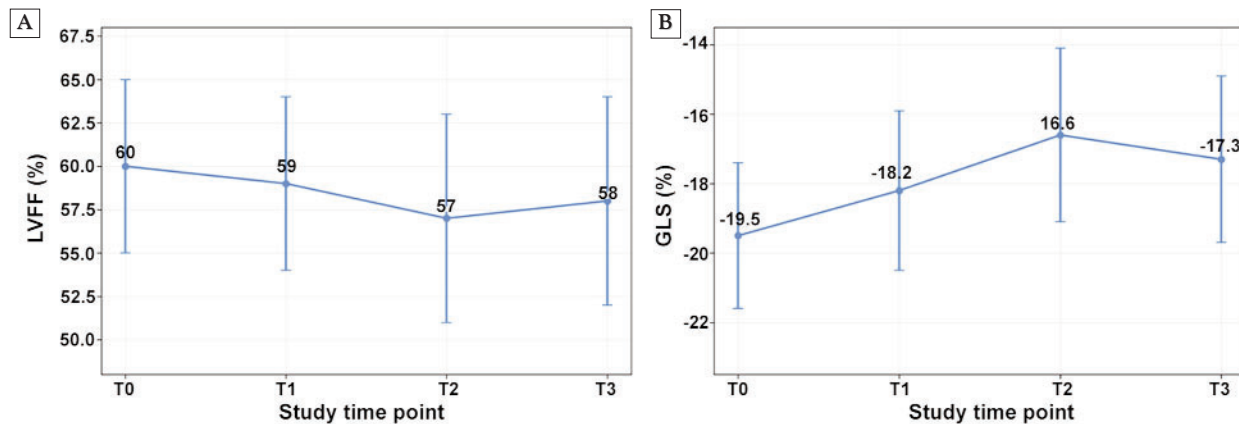 A
LVFF (%)
67.5
65.0
62.5
60.0
57.5
55.0
52.5
50.0
60
59
57
58
T0 T1 T2 T3
Study time point
B
GLS (%)
-14
-16
-18
-20
-22
-19.5
-18.2
16.6
-17.3
T0 T1 T2 T3
Study time point